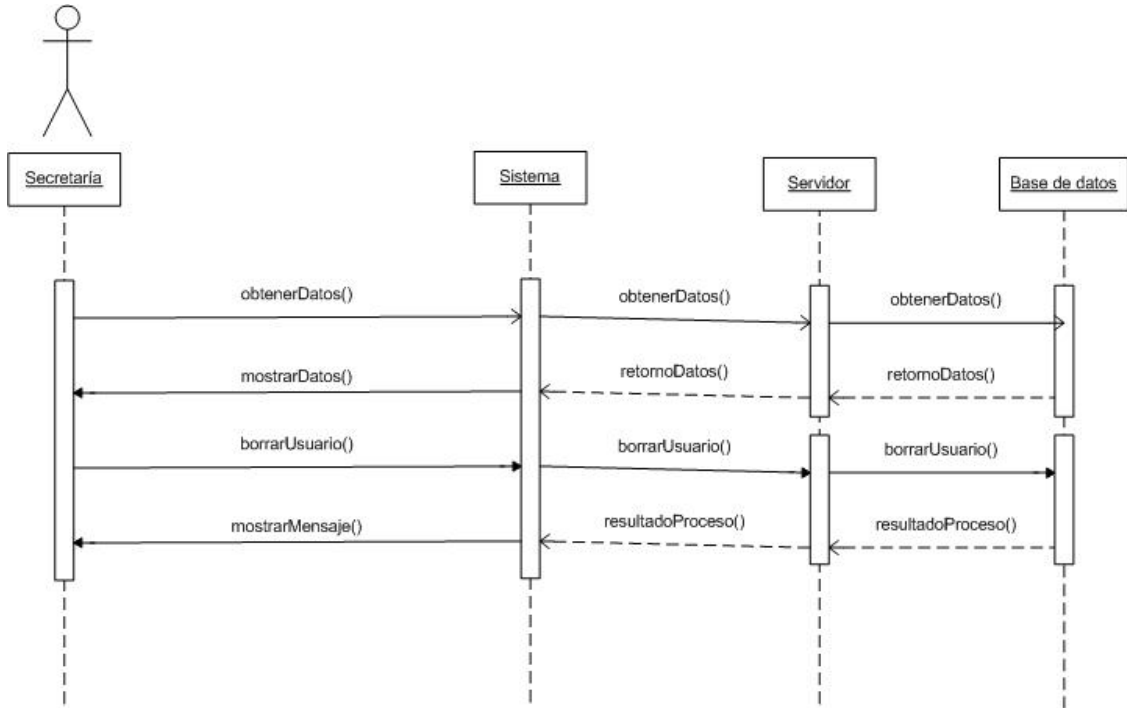 Secretaría
Sistema
Servidor
Base de datos
obtenerDatos()
obtenerDatos()
obtenerDatos()
mostrarDatos()
retornoDatos()
retornoDatos()
borrarUsuario()
borrarUsuario()
borrarUsuario()
mostrarMensaje()
resultadoProceso()
resultadoProceso()